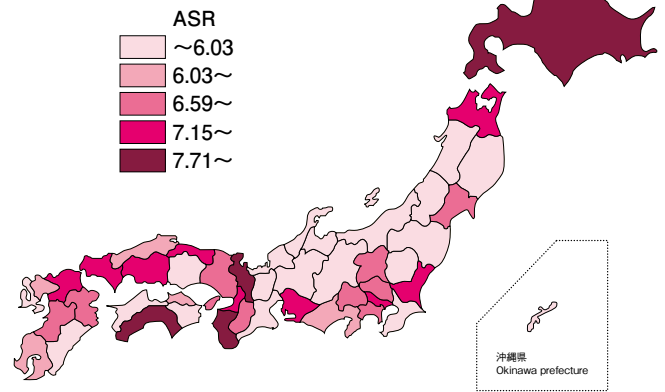 ASR
～6.03
6.03～
6.59～
7.15～
7.71～
沖縄県
Okinawa prefecture